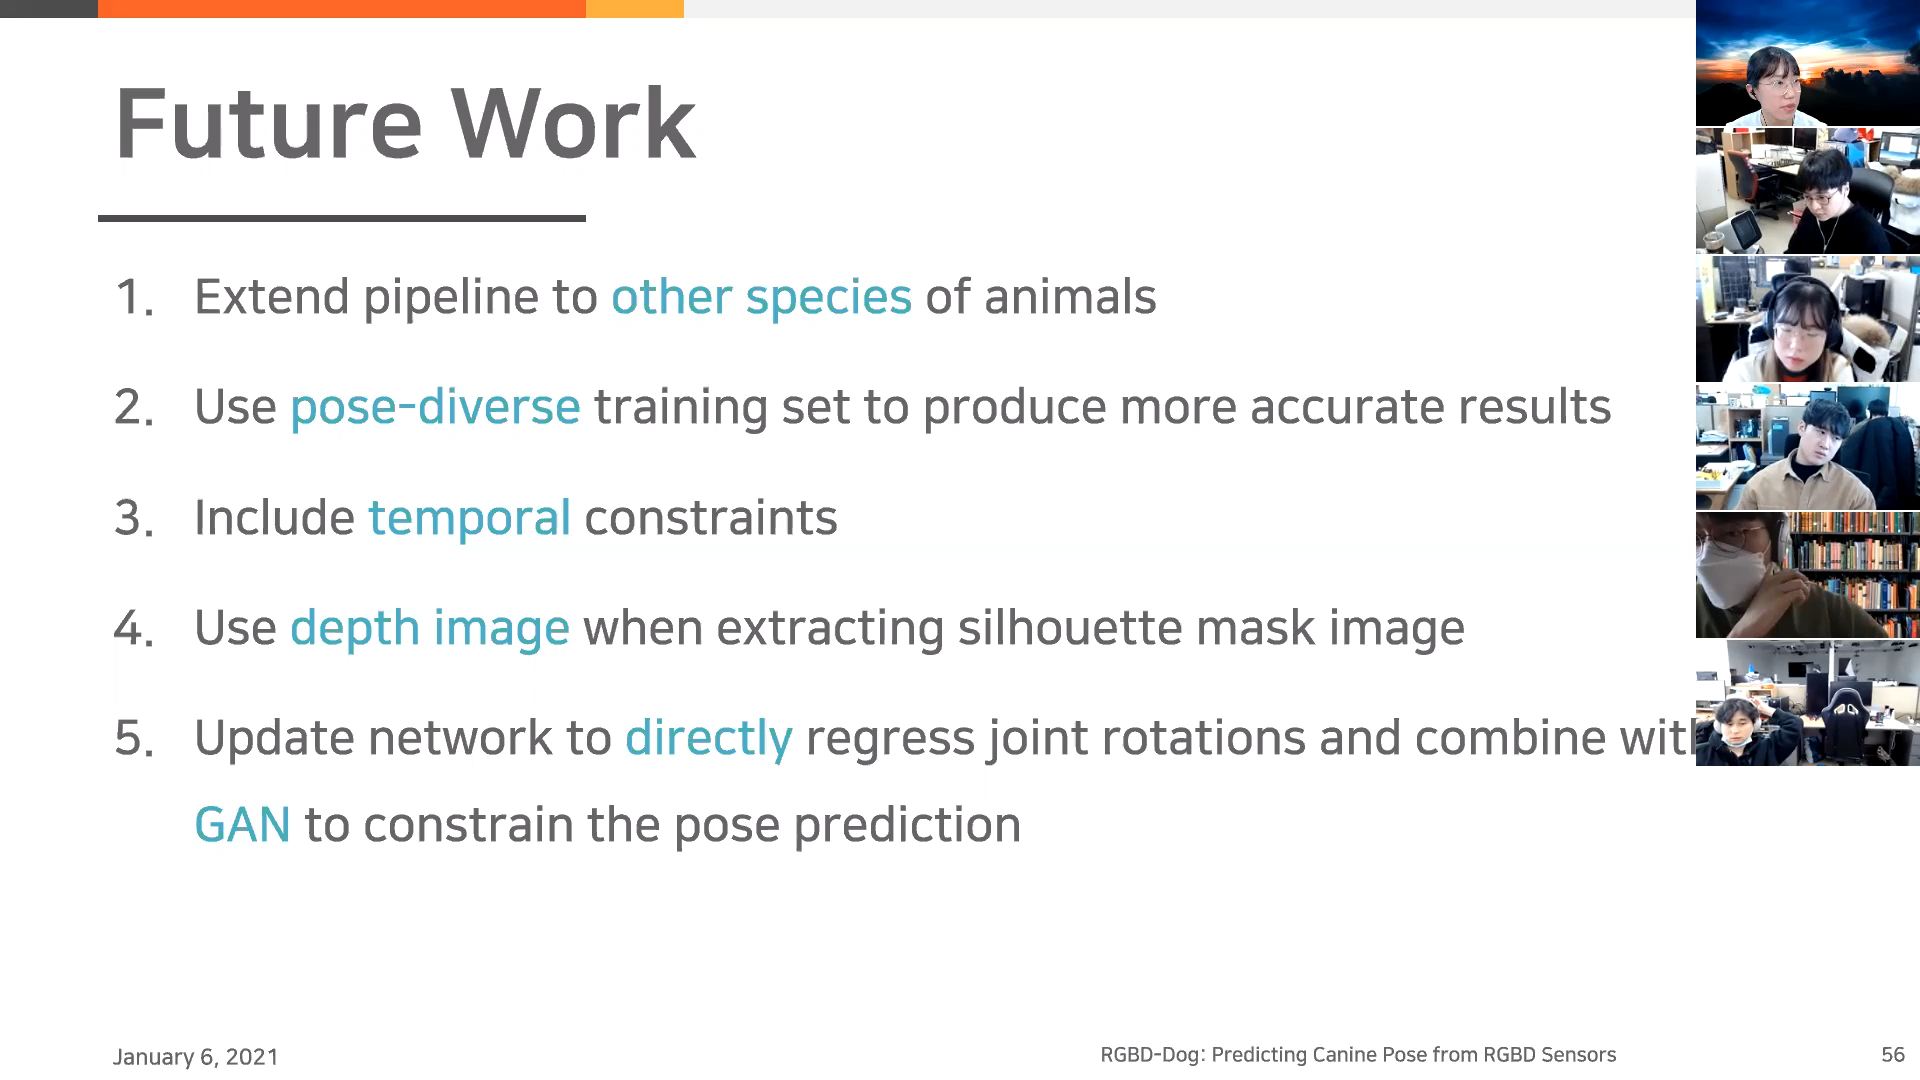 Future Work
1. Extend pipeline to other species of animals
2. Use pose-diverse training set to produce more accurate results
3. Include temporal constraints
4. Use depth image when extracting silhouette mask image
5. Update network to directly regress joint rotations and combine with
GAN to constrain the pose prediction
January 6, 2021
RGBD-Dog: Predicting Canine Pose from RGBD Sensors
56